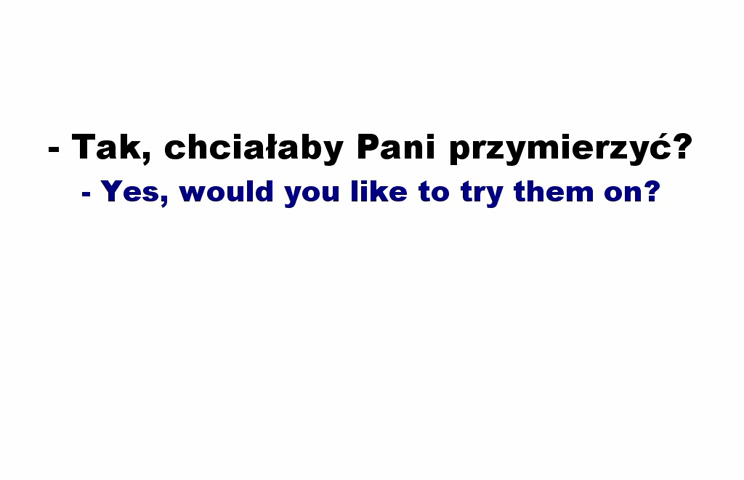 - Tak, chciałaby Pani przymierzyć?
- Yes, would you like to try them on?